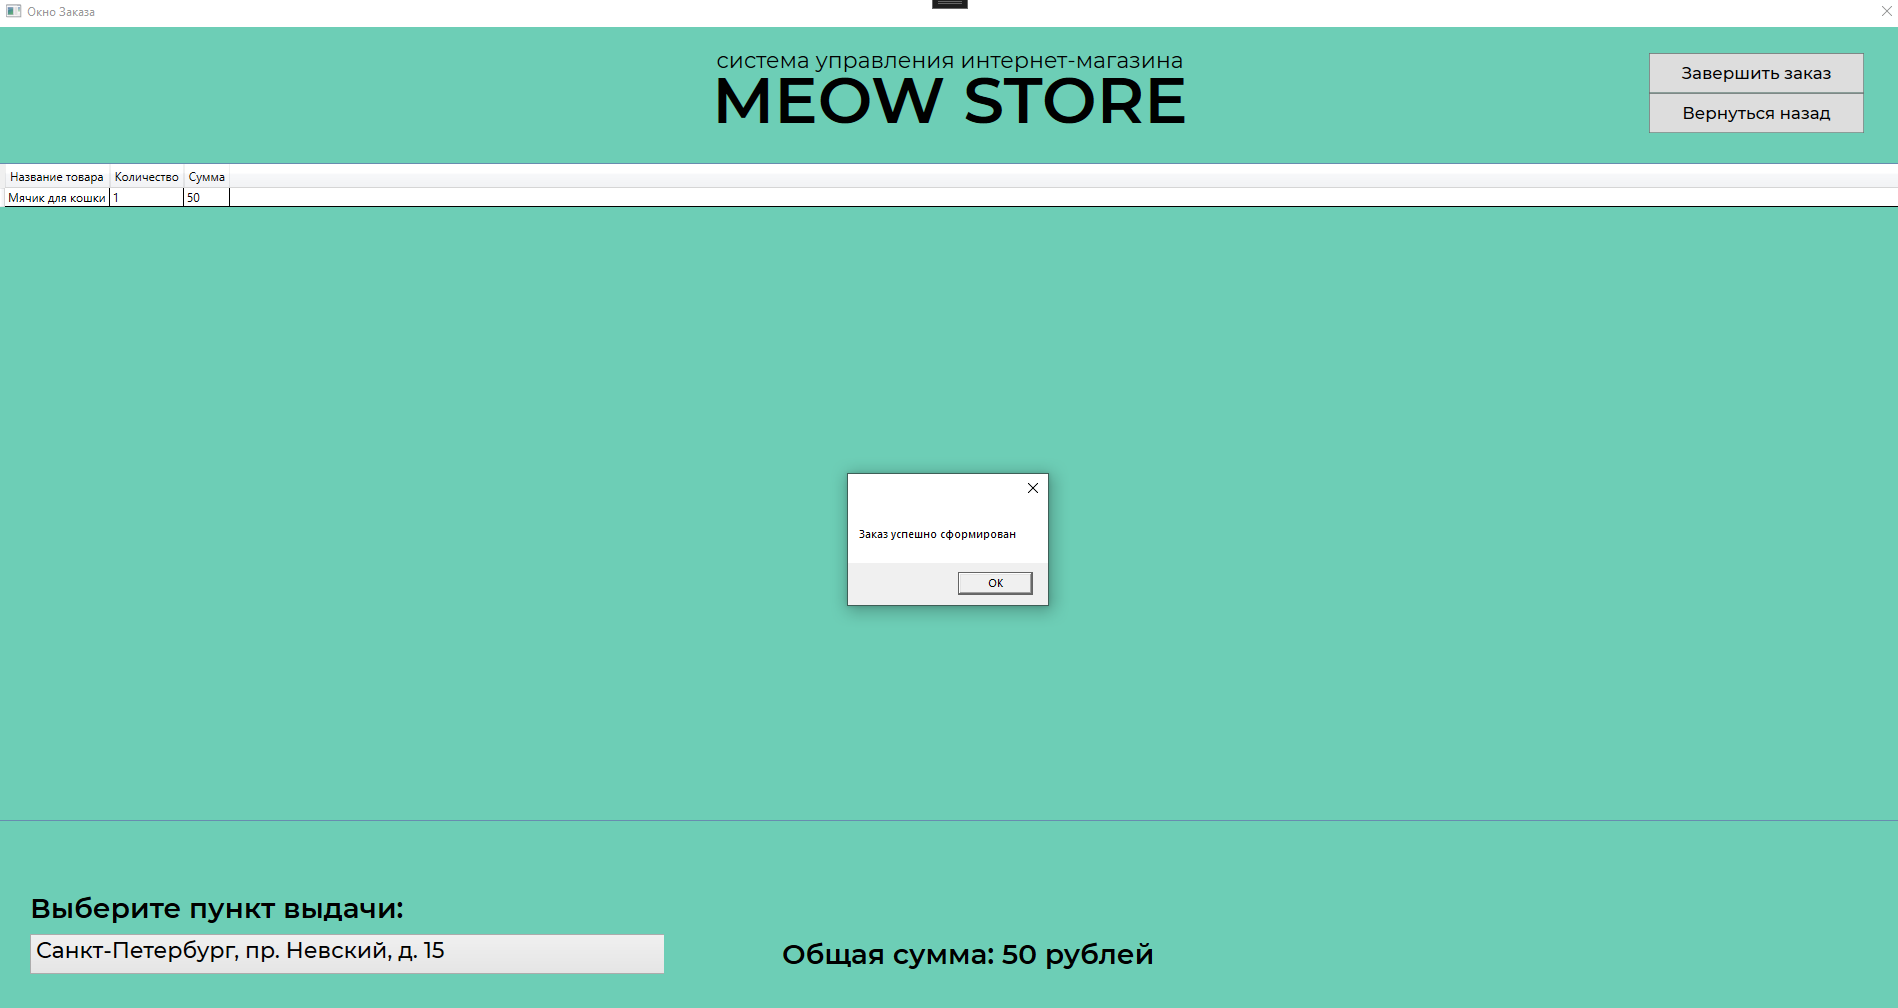 Окно Заказа
система управления интернет-магазина
MEOW STORE
Завершить заказ
Вернуться назад
Название товара Количество Сумма
Мячик для кошки 1 50
Заказ успешно сформирован
ОК
Выберите пункт выдачи:
Санкт-Петербург, пр. Невский, д. 15
Общая сумма: 50 рублей